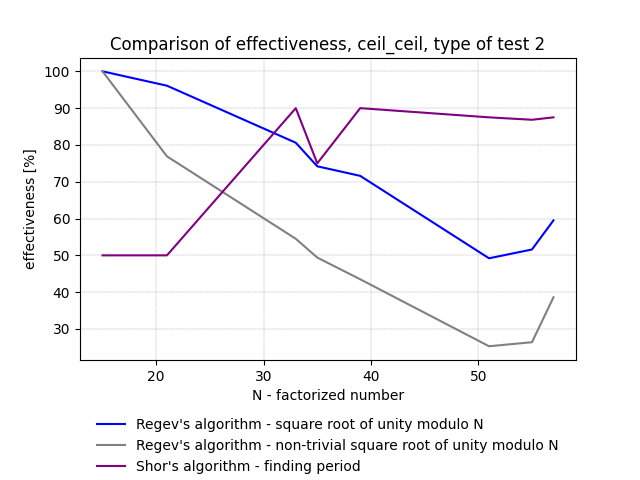 Comparison of effectiveness, ceil_ceil, type of test 2
effectiveness [%]
100
90
80
70
60
50
40
30
20 30 40 50
N - factorized number
Regev's algorithm - square root of unity modulo N
Regev's algorithm - non-trivial square root of unity modulo N
Shor's algorithm - finding period